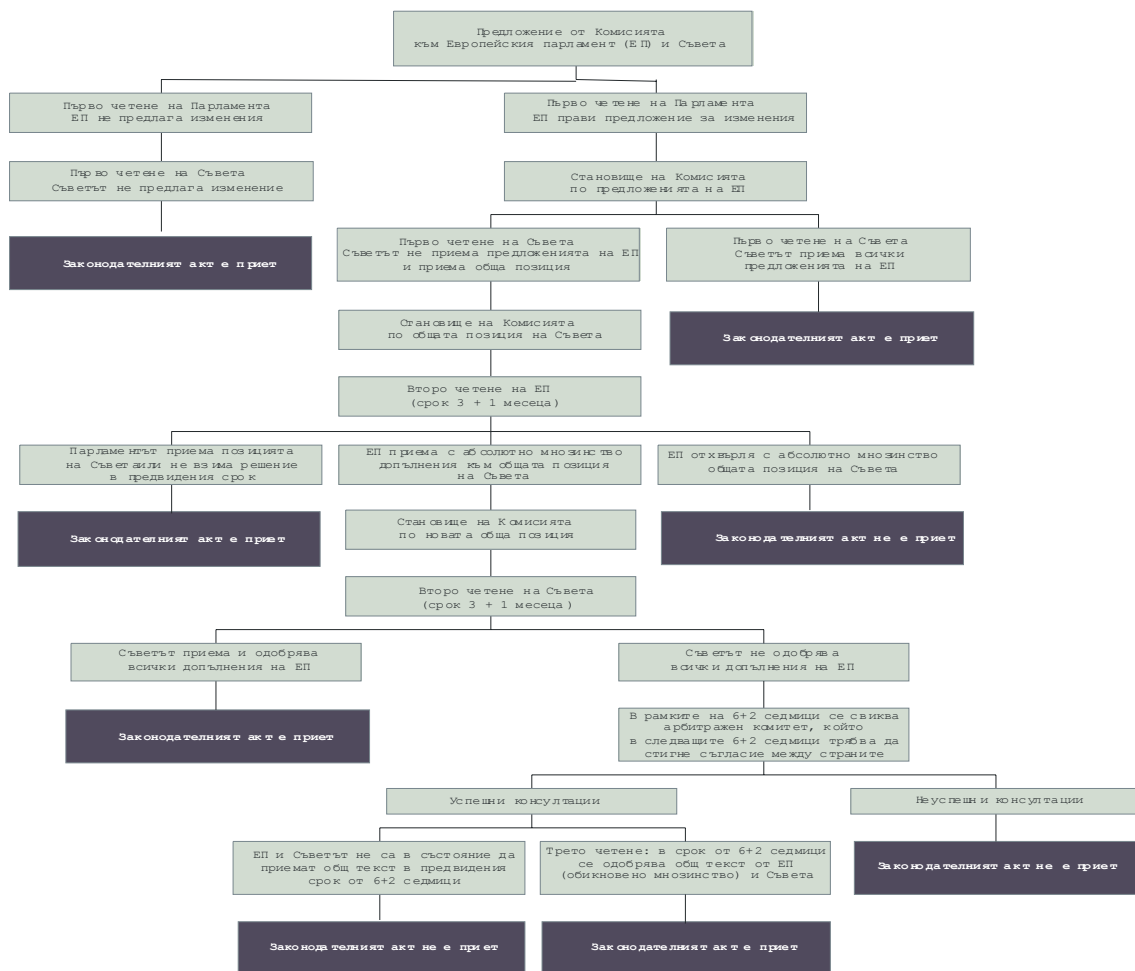 Предложение от Комисията
към Европейския парламент (ЕП) и Съвета
Първо четене на Парламента
ЕП не предлага изменения
Първо четене на Парламента
ЕП прави предложение за изменения
Първо четене на Съвета
Съветът не предлага изменение
Становище на Комисията
по предложенията на ЕП
Законодателният акт е приет
Първо четене на Съвета
Съветът не приема предложенията на ЕП
и приема обща позиция
Първо четене на Съвета
Съветът приема всички
предложенията на ЕП
Становище на Комисията
по общата позиция на Съвета
Законодателният акт е приет
Второ четене на ЕП
(срок 3 + 1 месеца)
Парламентът приема позицията
на Съветаили не взима решение
в предвидения срок
ЕП приема с абсолютно мнозинство
допълнения към общата позиция
на Съвета
ЕП отхвърля с абсолютно мнозинство
общата позиция на Съвета
Законодателният акт е приет
Становище на Комисията
по новата обща позиция
Законодателният акт не е приет
Второ четене на Съвета
(срок 3 + 1 месеца)
Съветът приема и одобрява
всички допълнения на ЕП
Съветът не одобрява
всички допълнения на ЕП
Законодателният акт е приет
В рамките на 6+2 седмици се свиква
арбитражен комитет, който
в следващите 6+2 седмици трябва да
стигне съгласие между страните
Успешни консултации
Неуспешни консултации
ЕП и Съветът не са в състояние да
приемат общ текст в предвидения
срок от 6+2 седмици
Трето четене: в срок от 6+2 седмици
се одобрява общ текст от ЕП
(обикновено мнозинство) и Съвета
Законодателният акт не е приет
Законодателният акт не е приет
Законодателният акт е приет